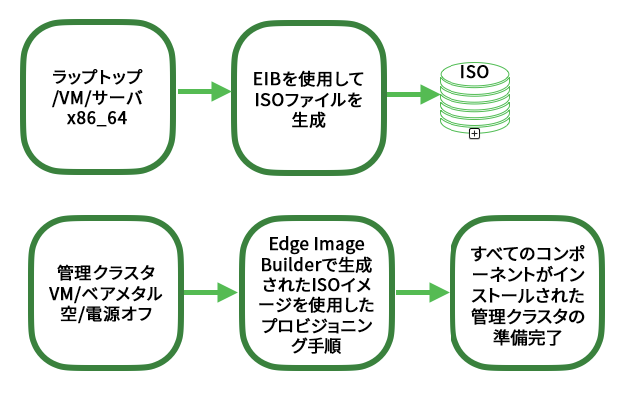 ラップトップ
/VM/サーバ
x86_64
EIBを使用して
ISOファイルを
生成
ISO
管理クラスタ
VM/ベアメタル
空/電源オフ
Edge Image
Builderで生成
されたISOイメ
ージを使用した
プロビジョニン
グ手順
すべてのコンポ
ーネントがイン
ストールされた
管理クラスタの
準備完了